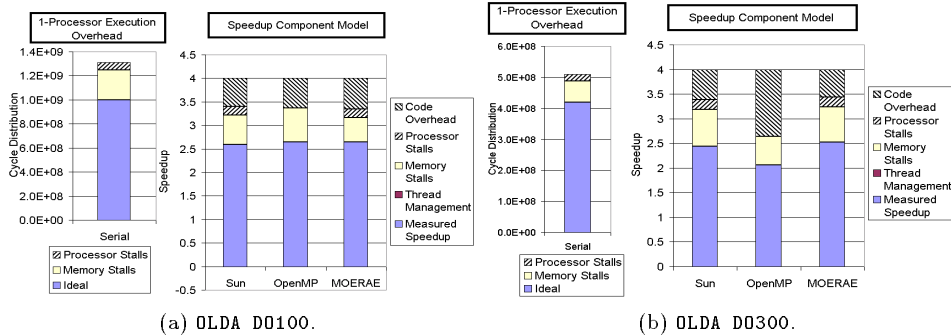 1-Processor Execution
Overhead
1.4E+09
1.2E+09
1.0E+09
8.0E+08
6.0E+08
4.0E+08
2.0E+08
0.0E+00
Cycle Distribution
Serial
Processor Stalls
Memory Stalls
Ideal
Speedup Component Model
4.5
4
3.5
3
2.5
2
1.5
1
0.5
0
-0.5
Speedup
Sun OpenMP MOERAE
Code
Overhead
Processor
Stalls
Memory
Stalls
Thread
Management
Measured
Speedup
(a) OLDA DO100.
1-Processor Execution
Overhead
6.0E+08
5.0E+08
4.0E+08
3.0E+08
2.0E+08
1.0E+08
0.0E+00
Cycle Distribution
Serial
Processor Stalls
Memory Stalls
Ideal
Speedup Component Model
4.5
4
3.5
3
2.5
2
1.5
1
0.5
0
Speedup
Sun OpenMP MOERAE
Code
Overhead
Processor
Stalls
Memory
Stalls
Thread
Management
Measured
Speedup
(b) OLDA DO300.